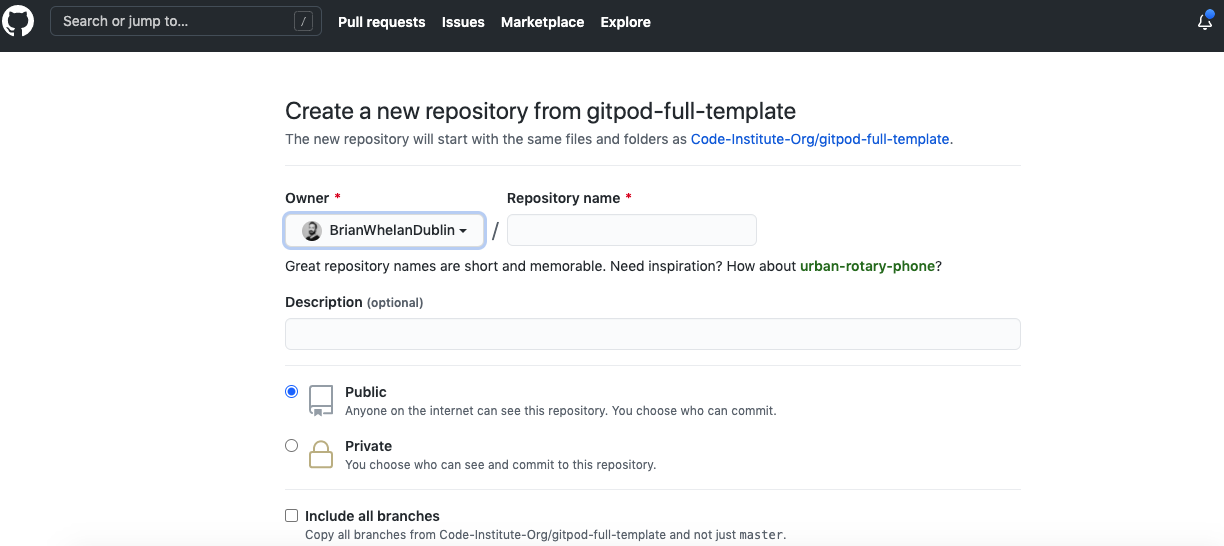 Search or jump to... /
Pull requests Issues Marketplace Explore
Create a new repository from gitpod-full-template
The new repository will start with the same files and folders as Code-Institute-Org/gitpod-full-template.
Owner * Repository name *
BrianWhelanDublin /
Great repository names are short and memorable. Need inspiration? How about urban-rotary-phone?
Description (optional)
Public
Anyone on the internet can see this repository. You choose who can commit.
Private
You choose who can see and commit to this repository.
Include all branches
Copy all branches from Code-Institute-Org/gitpod-full-template and not just master.